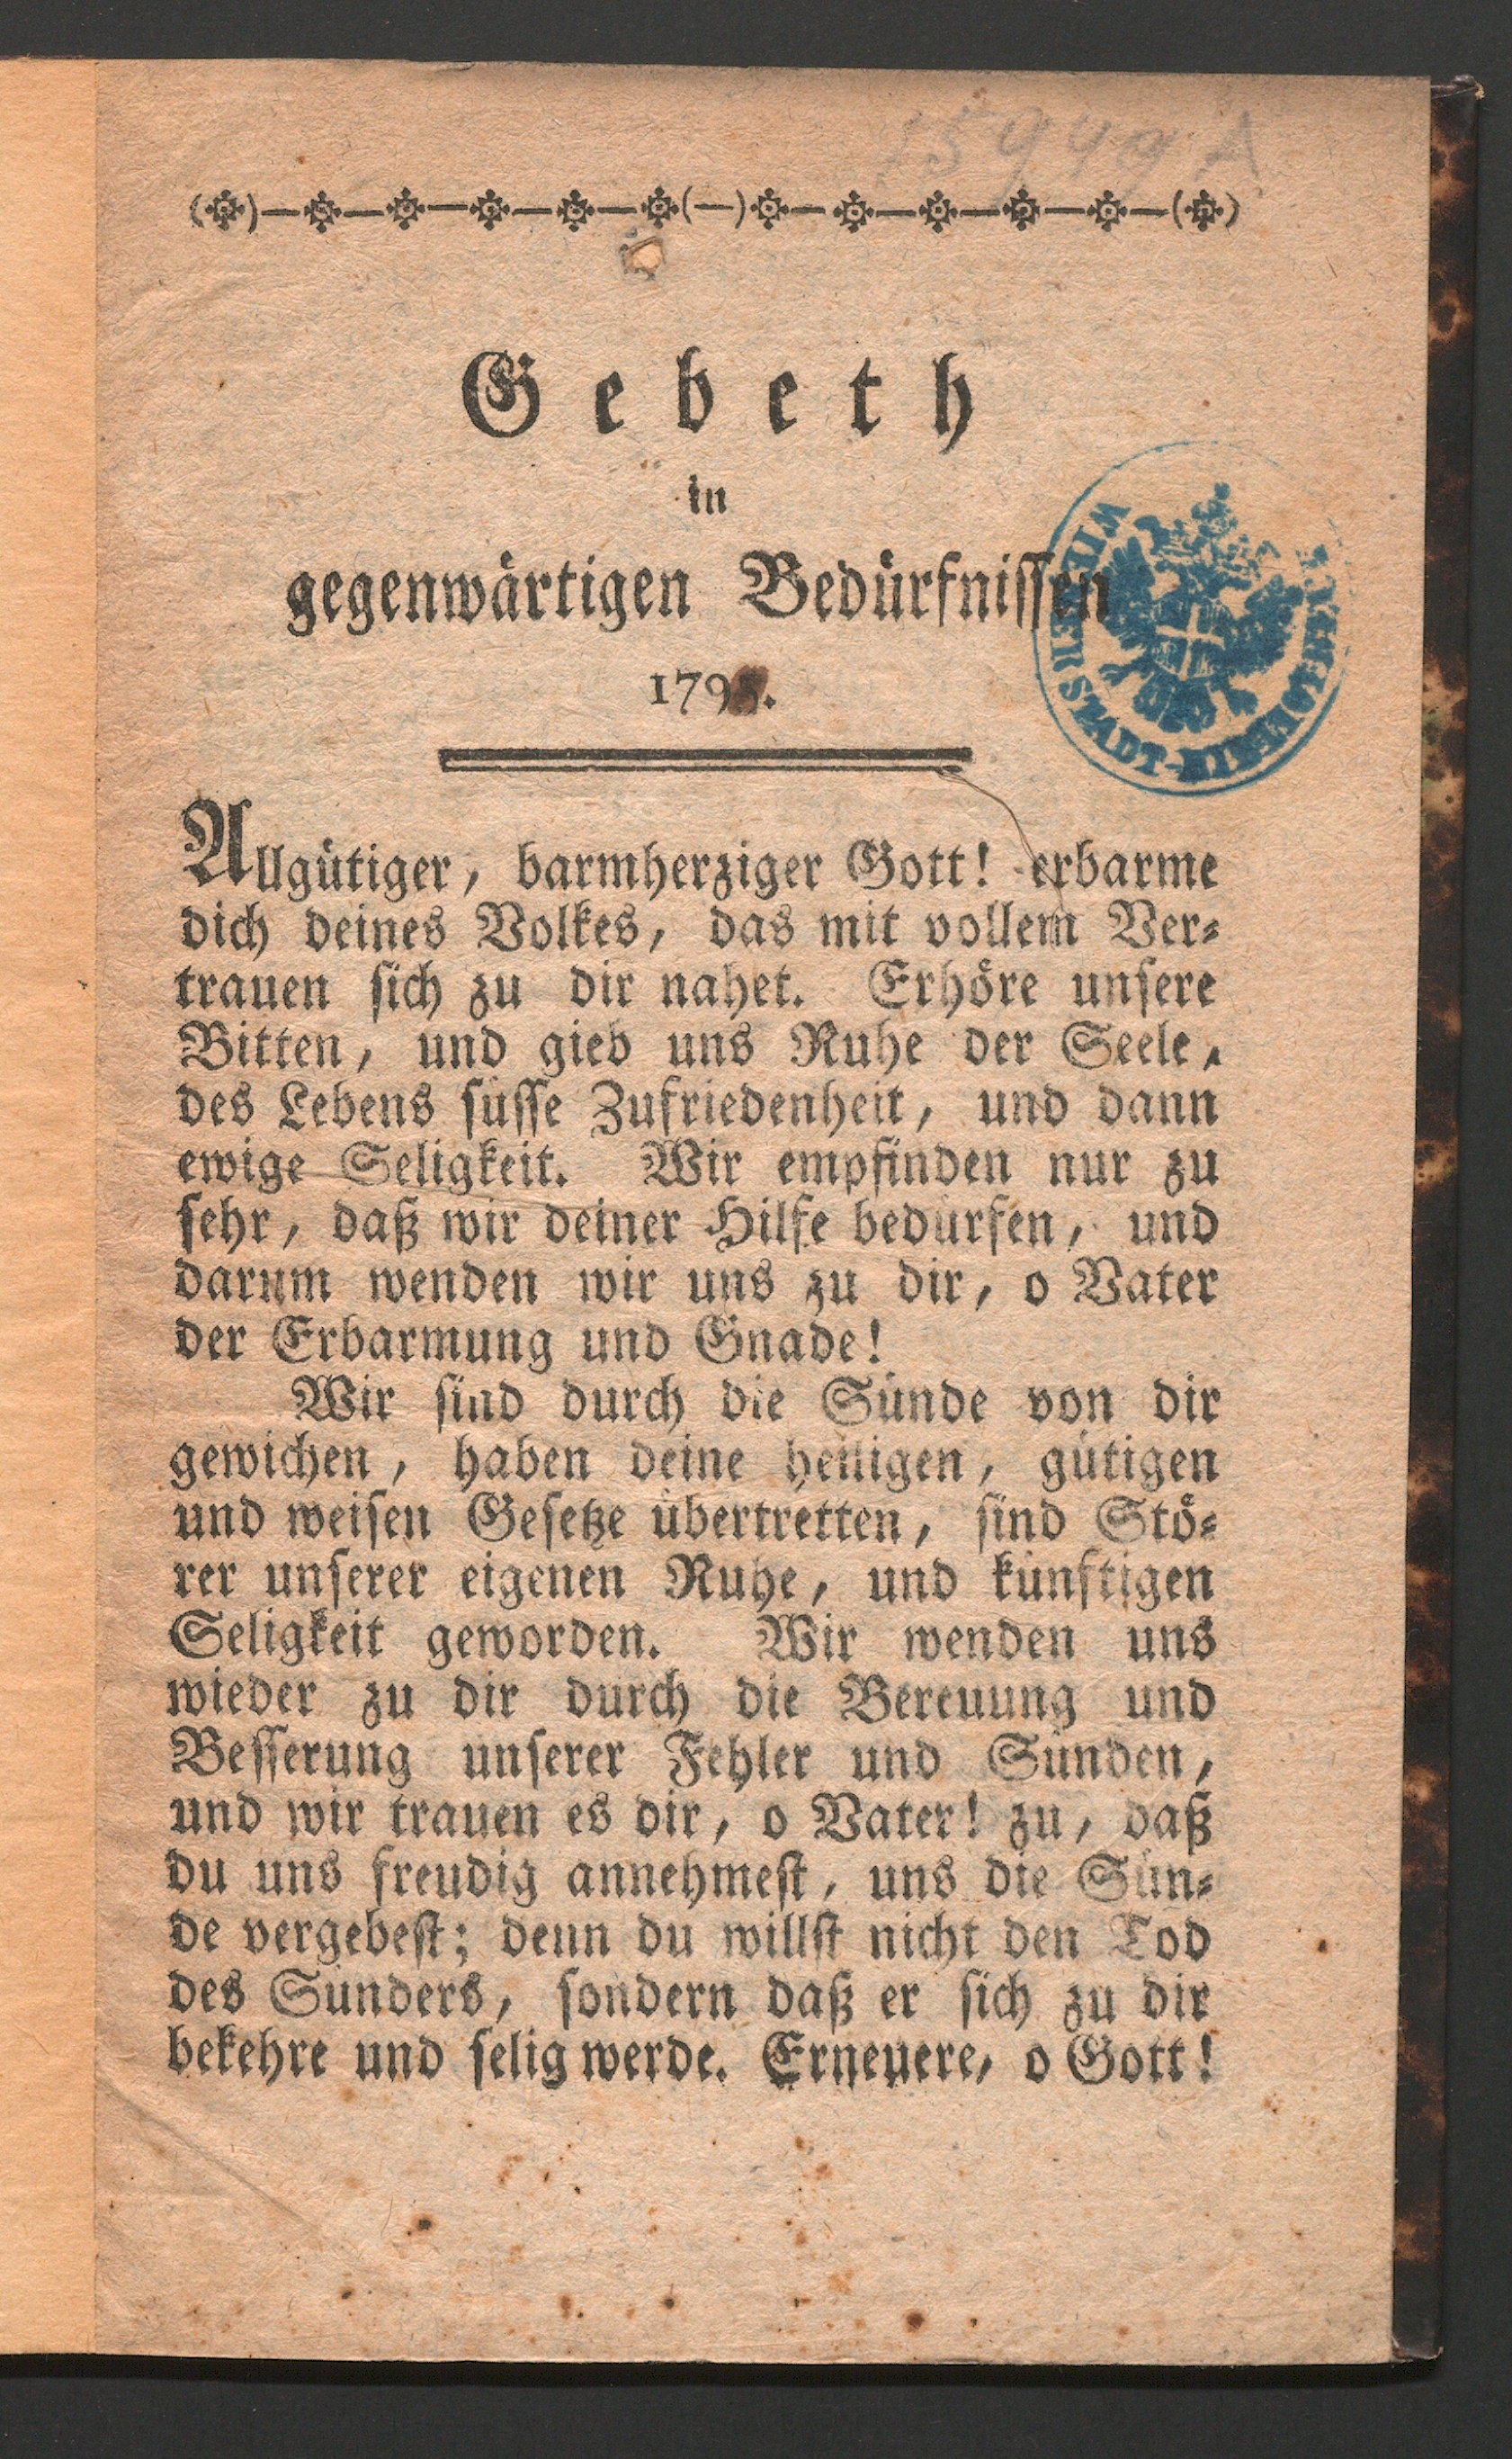 15949 A
Gebeth
in
gegenwärtigen Bedürfnissen
WIENER STADT-BIBLIOTHEK
Allgütiger, barmherziger Gott! erbarme
dich deines Volkes, das mit vollem Ver⸗
trauen sich zu dir nahet. Erhöre unsere
Bitten, und gieb uns Ruhe der Seele,
des Lebens süsse Zufriedenheit, und dann
ewige Seligkeit. Wir empfinden nur zu
sehr, daß wir deiner Hilfe bedürfen, und
darum wenden wir uns zu dir, o Vater
der Erbarmung und Gnade!
Wir sind durch die Sünde von dir
gewichen, haben deine heiligen, gütigen
und weisen Gesetze übertretten, sind Stö⸗
rer unserer eigenen Ruhe, und künftigen
Seligkeit geworden. Wir wenden uns
wieder zu dir durch die Bereuung und
Besserung unserer Fehler und Sünden,
und wir trauen es dir, o Vater! zu, daß
du uns freudig annehmest, uns die Sün⸗
de vergebest; denn du willst nicht den Tod
des Sünders, sondern daß er sich zu dir
bekehre und selig werde. Erneuere, o Gott!